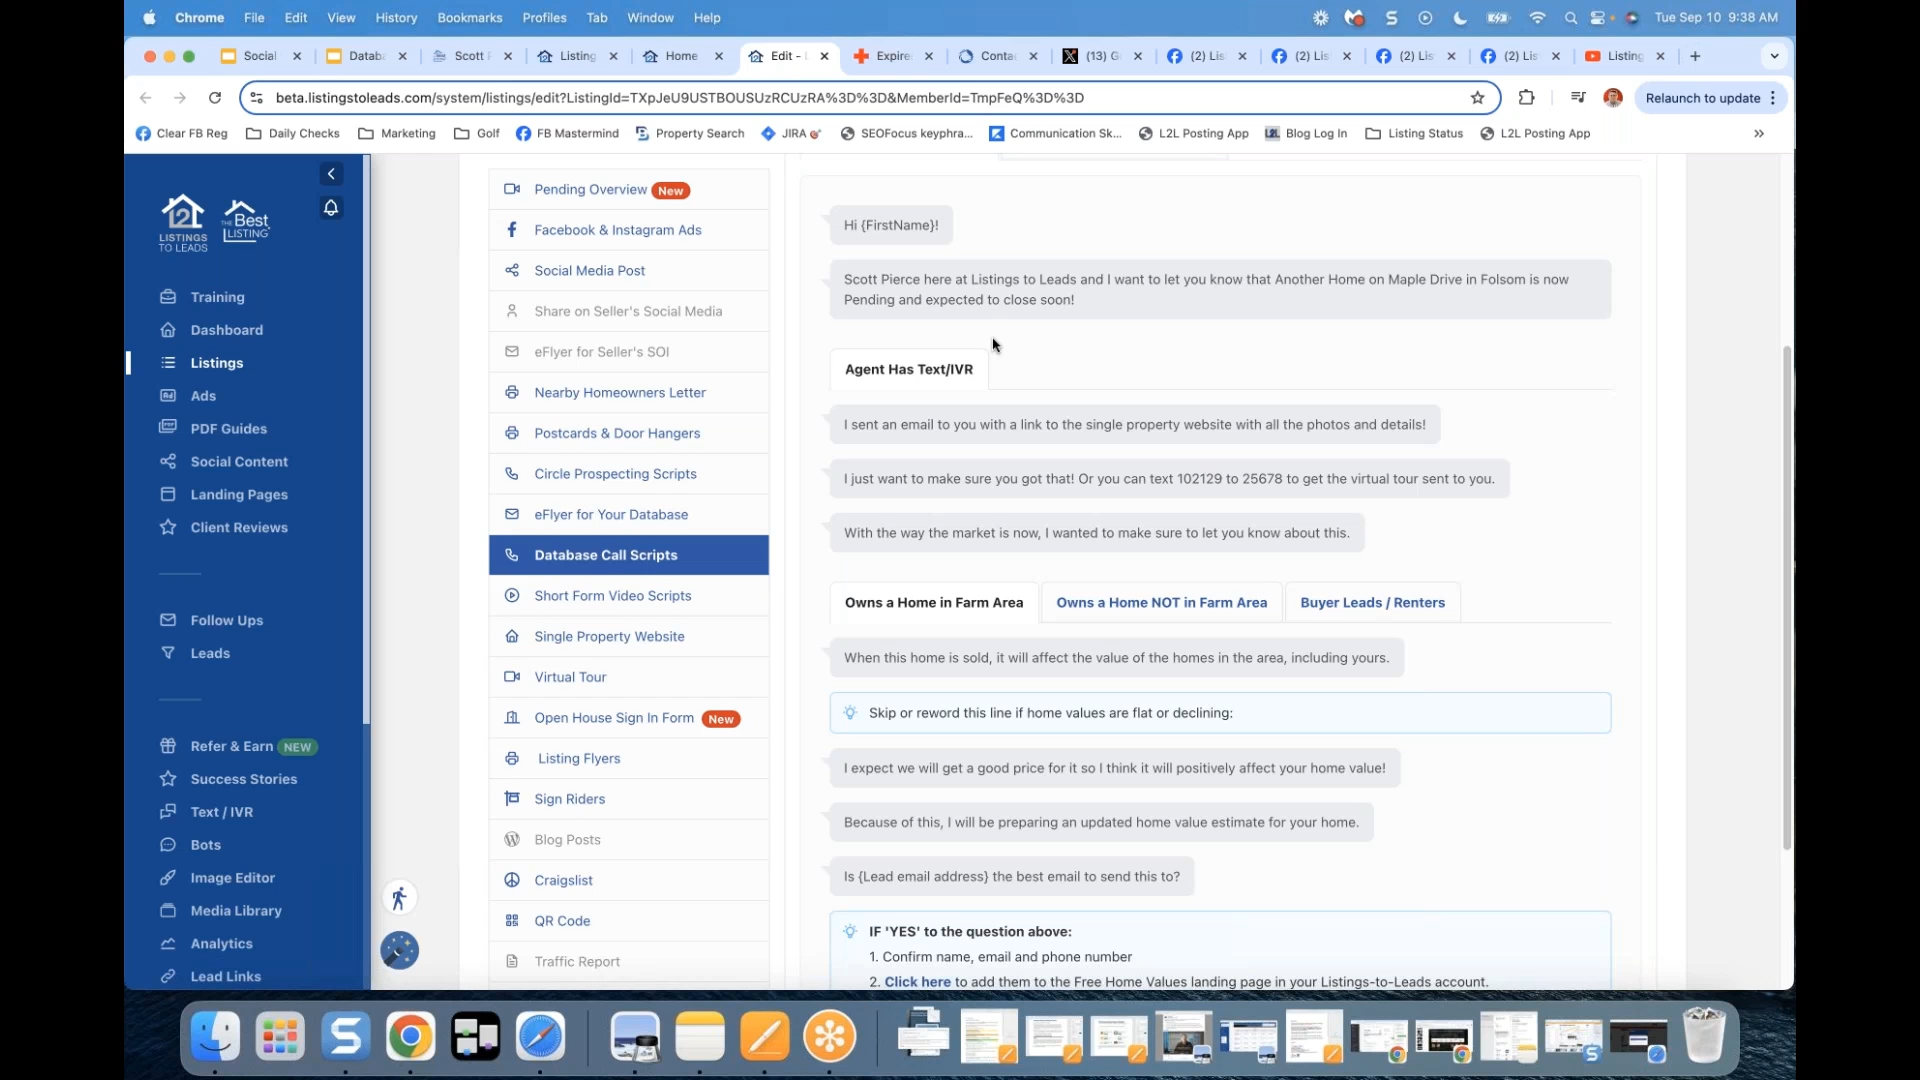 Chrome File Edit View History Bookmarks Profiles Tab Window Help
Tue Sep 10 9:38 AM
Social
Scott
Listing
Home
Edit -
Expire
(13)
(2)
(2)
(2)
(2)
Listing
beta.listingstoleads.com/system/listings/edit?ListingId=TXpJeU9USTBOUSUzRCUzRA%3D%3D&MemberId=TmpFeQ%3D%3D
Relaunch to update
Clear FB Reg
Daily Checks
Marketing
Golf
FB Mastermind
Property Search
JIRA
SEOFocus keyphra...
Communication Sk...
L2L Posting App
Blog Log In
Listing Status
L2L Posting App
LISTINGS
TO LEADS
THE Best
LISTING
Training
Dashboard
Listings
Ads
PDF Guides
Social Content
Landing Pages
Client Reviews
Follow Ups
Leads
Refer & Earn NEW
Success Stories
Text / IVR
Bots
Image Editor
Media Library
Analytics
Lead Links
Pending Overview New
Facebook & Instagram Ads
Social Media Post
Share on Seller's Social Media
eFlyer for Seller's SOI
Nearby Homeowners Letter
Postcards & Door Hangers
Circle Prospecting Scripts
eFlyer for Your Database
Database Call Scripts
Short Form Video Scripts
Single Property Website
Virtual Tour
Open House Sign In Form New
Listing Flyers
Sign Riders
Blog Posts
Craigslist
QR Code
Traffic Report
Hi {FirstName}!
Scott Pierce here at Listings to Leads and I want to let you know that Another Home on Maple Drive in Folsom is now
Pending and expected to close soon!
Agent Has Text/IVR
I sent an email to you with a link to the single property website with all the photos and details!
I just want to make sure you got that! Or you can text 102129 to 25678 to get the virtual tour sent to you.
With the way the market is now, I wanted to make sure to let you know about this.
Owns a Home in Farm Area
Owns a Home NOT in Farm Area
Buyer Leads / Renters
When this home is sold, it will affect the value of the homes in the area, including yours.
Skip or reword this line if home values are flat or declining:
I expect we will get a good price for it so I think it will positively affect your home value!
Because of this, I will be preparing an updated home value estimate for your home.
Is {Lead email address} the best email to send this to?
IF 'YES' to the question above:
1. Confirm name, email and phone number
2. Click here to add them to the Free Home Values landing page in your Listings-to-Leads account.